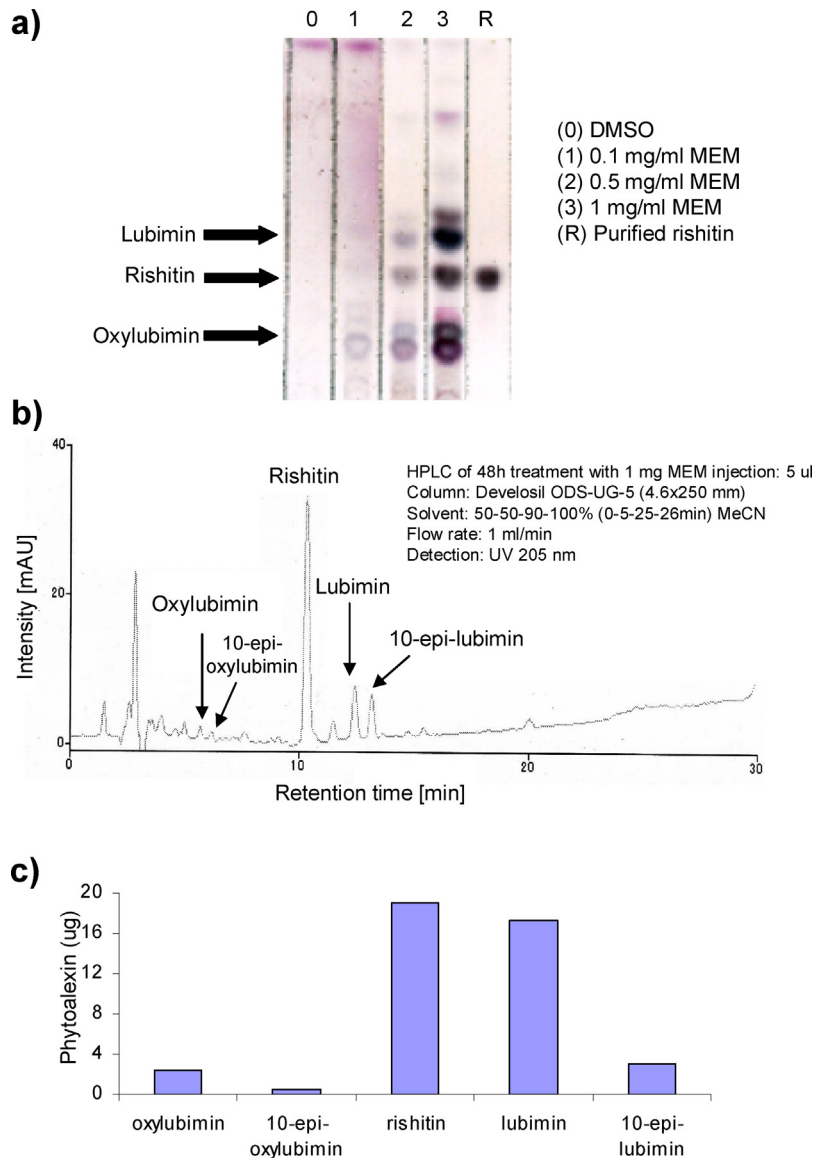 a)
0 1 2 3 R
(0) DMSO
(1) 0.1 mg/ml MEM
(2) 0.5 mg/ml MEM
(3) 1 mg/ml MEM
(R) Purified rishitin
Lubimin
Rishitin
Oxylubimin
b)
40
20
0
Intensity [mAU]
Rishitin
HPLC of 48h treatment with 1 mg MEM injection: 5 ul
Column: Develosil ODS-UG-5 (4.6x250 mm)
Solvent: 50-50-90-100% (0-5-25-26min) MeCN
Flow rate: 1 ml/min
Detection: UV 205 nm
Oxylubimin
10-epi-
oxylubimin
Lubimin
10-epi-lubimin
0 10 20 30
Retention time [min]
c)
Phytoalexin (ug)
20
16
12
8
4
0
oxylubimin
10-epi-
oxylubimin
rishitin
lubimin
10-epi-
lubimin